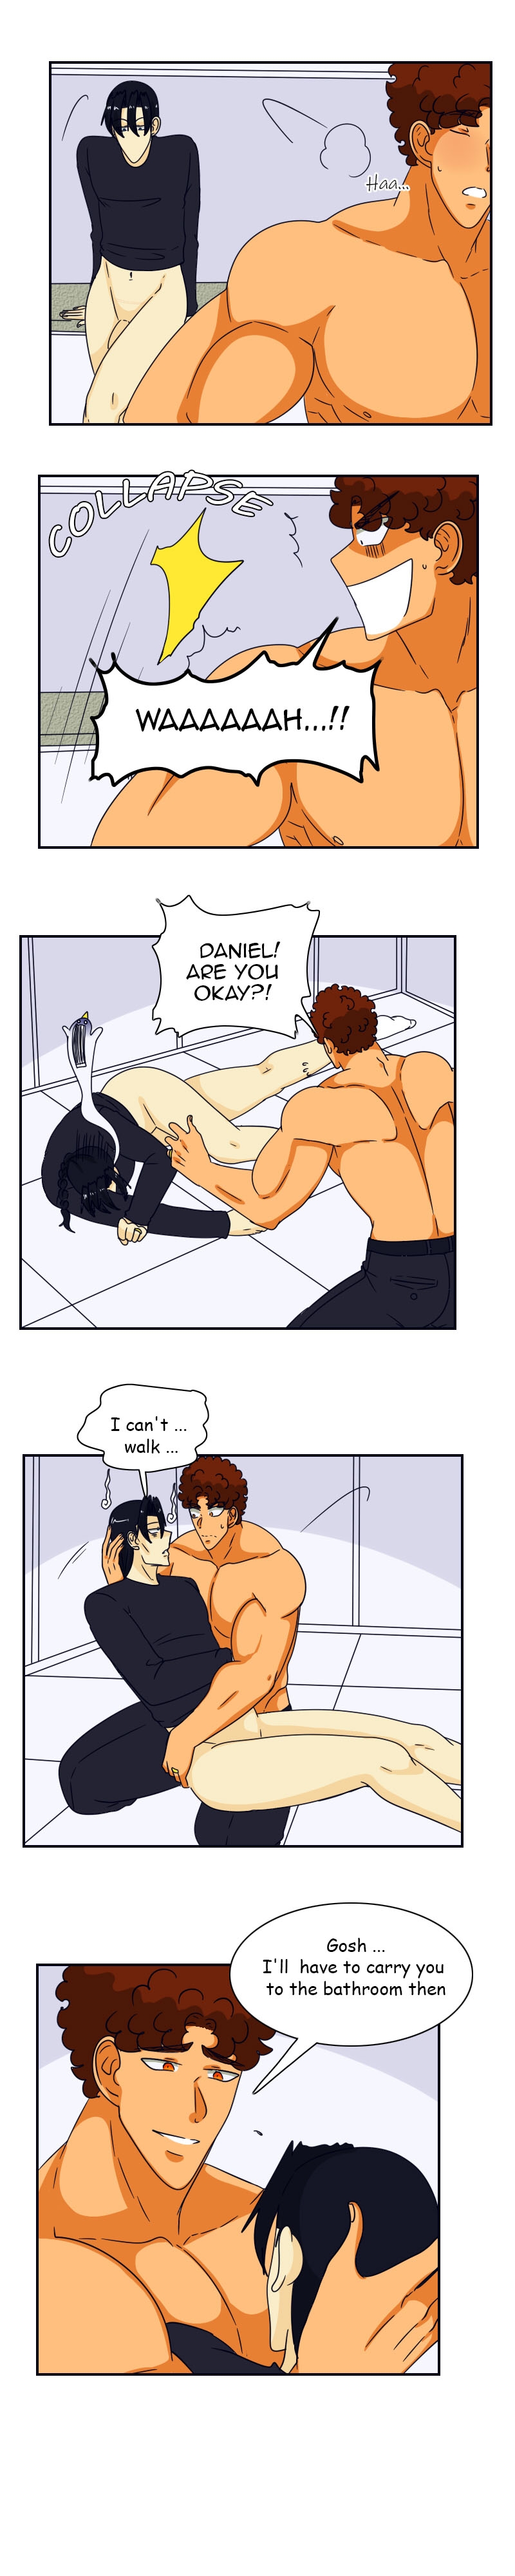 Haa...
COLLAPSE
WAAAAAAH...!!
DANIEL!
ARE YOU
OKAY?!
I can't ...
walk ...
Gosh ...
I'll have to carry you
to the bathroom then